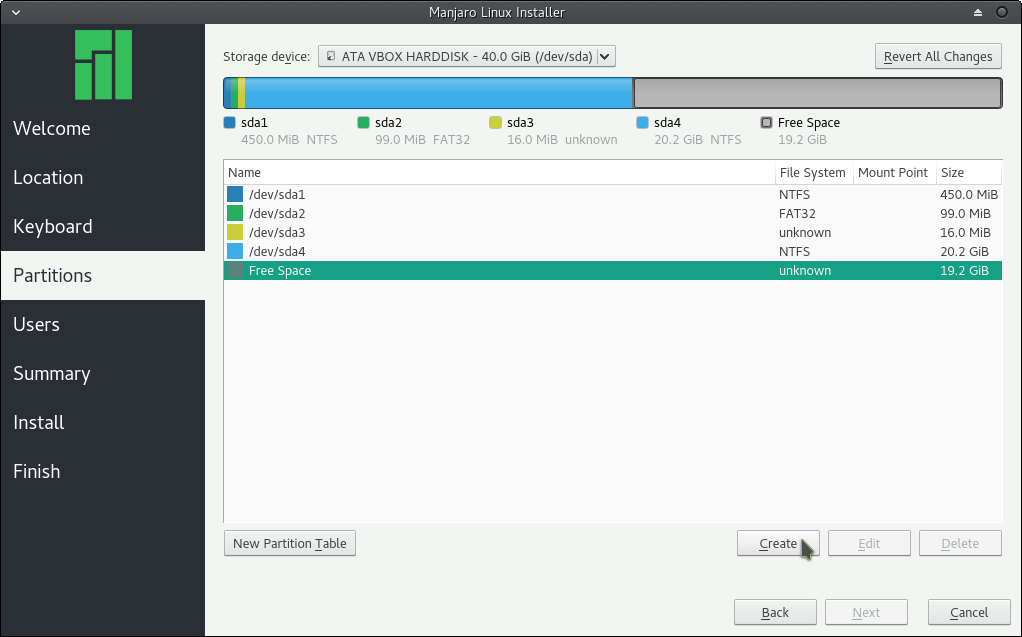 Manjaro Linux Installer
Welcome
Location
Keyboard
Partitions
Users
Summary
Install
Finish
Storage device: ATA VBOX HARDDISK - 40.0 GiB (/dev/sda) Revert All Changes
sda1 sda2 sda3 sda4 Free Space
450.0 MiB NTFS 99.0 MiB FAT32 16.0 MiB unknown 20.2 GiB NTFS 19.2 GiB
Name File System Mount Point Size
/dev/sda1 NTFS 450.0 MiB
/dev/sda2 FAT32 99.0 MiB
/dev/sda3 unknown 16.0 MiB
/dev/sda4 NTFS 20.2 GiB
Free Space unknown 19.2 GiB
New Partition Table Create Edit Delete
Back Next Cancel